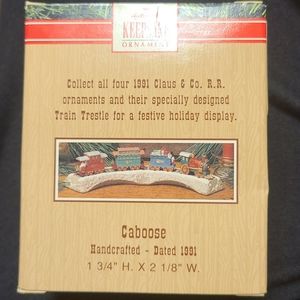 KEEPSAKE
ORNAMENT
Collect all four 1991 Claus & Co. R.R.
ornaments and their specially designed
Train Trestle for a festive holiday display.
Caboose
Handcrafted - Dated 1991
1 3/4" H. X 2 1/8" W.